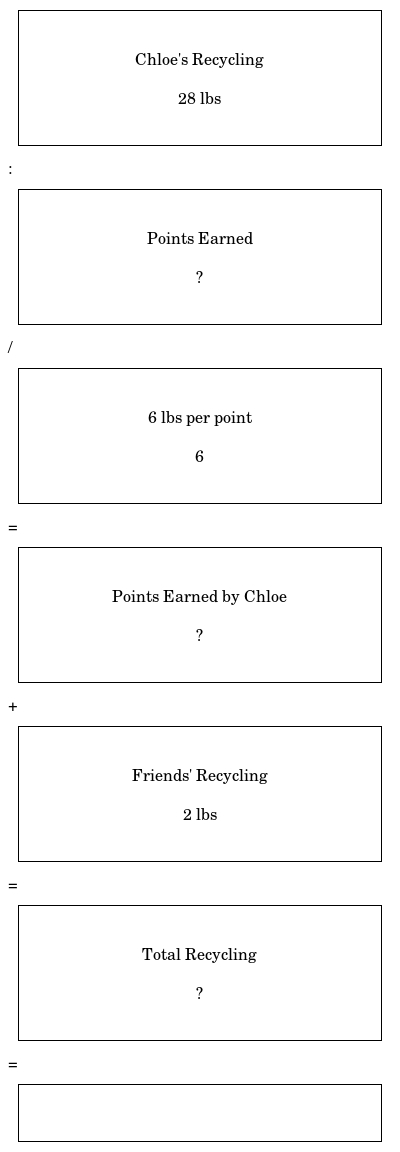 Chloe's Recycling
28 lbs
:
Points Earned
?
/
6 lbs per point
6
=
Points Earned by Chloe
?
+
Friends' Recycling
2 lbs
=
Total Recycling
?
=